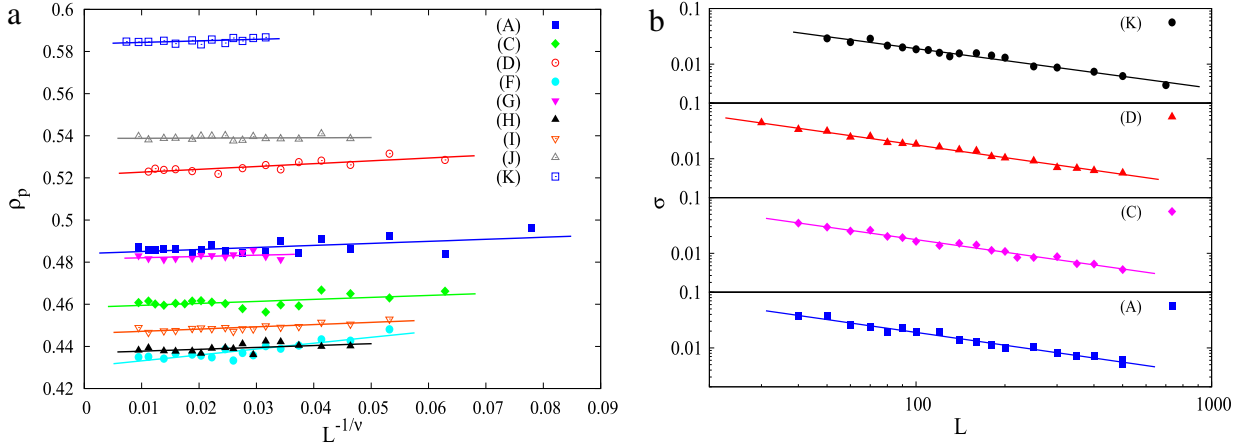 a
ρp
0.6
0.58
0.56
0.54
0.52
0.5
0.48
0.46
0.44
0.42
0 0.01 0.02 0.03 0.04 0.05 0.06 0.07 0.08 0.09
L-1/ν
(A)
(C)
(D)
(F)
(G)
(H)
(I)
(J)
(K)
b
σ
0.1
(K)
0.01
0.1
(D)
0.01
0.1
(C)
0.01
0.1
(A)
0.01
100 1000
L